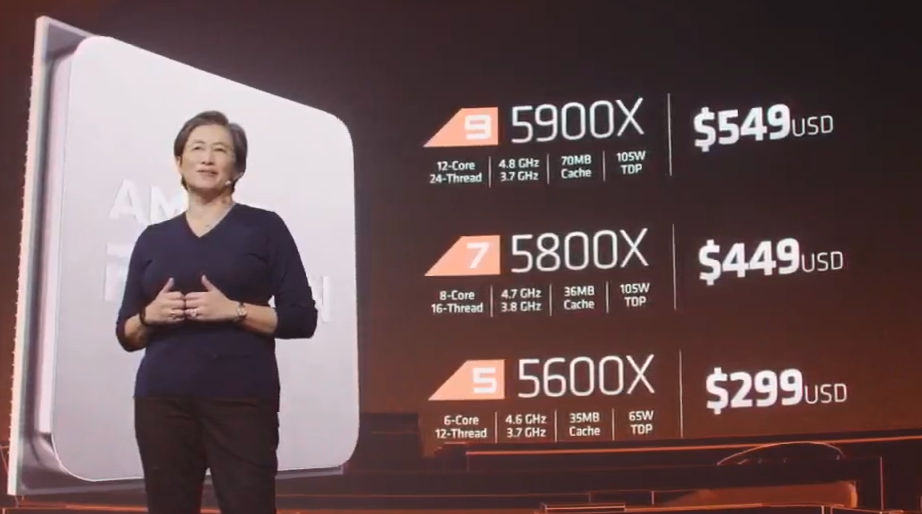 AM
9 5900X
$549USD
12-Core 24-Thread
4.8 GHz 3.7 GHz
70MB Cache
105W TDP
7 5800X
$449USD
8-Core 16-Thread
4.7 GHz 3.8 GHz
36MB Cache
105W TDP
5 5600X
$299USD
6-Core 12-Thread
4.6 GHz 3.7 GHz
35MB Cache
65W TDP